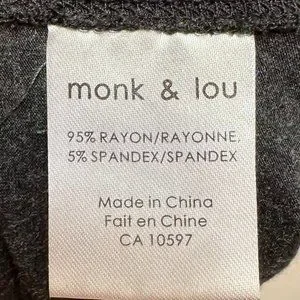 monk & lou
95% RAYON/RAYONNE,
5% SPANDEX/SPANDEX
Made in China
Fait en Chine
CA 10597